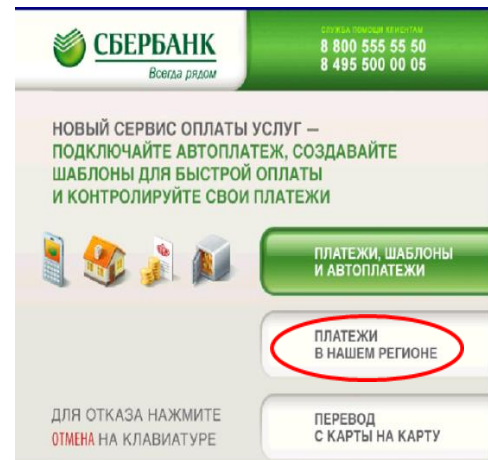 СБЕРБАНК
Всегда рядом
СЛУЖБА ПОМОЩИ КЛИЕНТАМ
8 800 555 55 50
8 495 500 00 05
НОВЫЙ СЕРВИС ОПЛАТЫ УСЛУГ —
ПОДКЛЮЧАЙТЕ АВТОПЛАТЕЖ, СОЗДАВАЙТЕ
ШАБЛОНЫ ДЛЯ БЫСТРОЙ ОПЛАТЫ
И КОНТРОЛИРУЙТЕ СВОИ ПЛАТЕЖИ
ПЛАТЕЖИ, ШАБЛОНЫ
И АВТОПЛАТЕЖИ
ПЛАТЕЖИ
В НАШЕМ РЕГИОНЕ
ДЛЯ ОТКАЗА НАЖМИТЕ
ОТМЕНА НА КЛАВИАТУРЕ
ПЕРЕВОД
С КАРТЫ НА КАРТУ